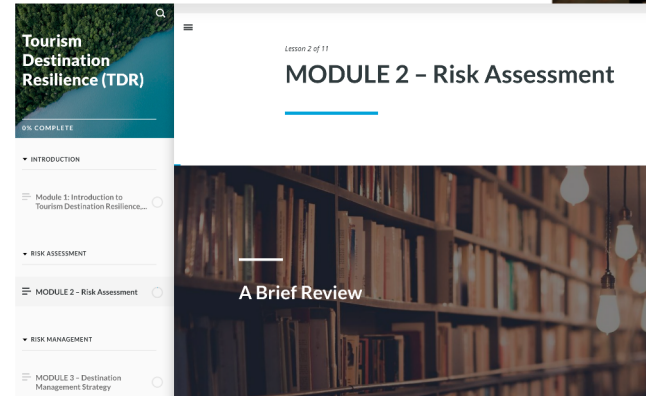 Tourism
Destination
Resilience (TDR)
0% COMPLETE
INTRODUCTION
Module 1: Introduction to
Tourism Destination Resilience,...
RISK ASSESSMENT
MODULE 2 – Risk Assessment
RISK MANAGEMENT
MODULE 3 – Destination
Management Strategy
Lesson 2 of 11
MODULE 2 – Risk Assessment
A Brief Review